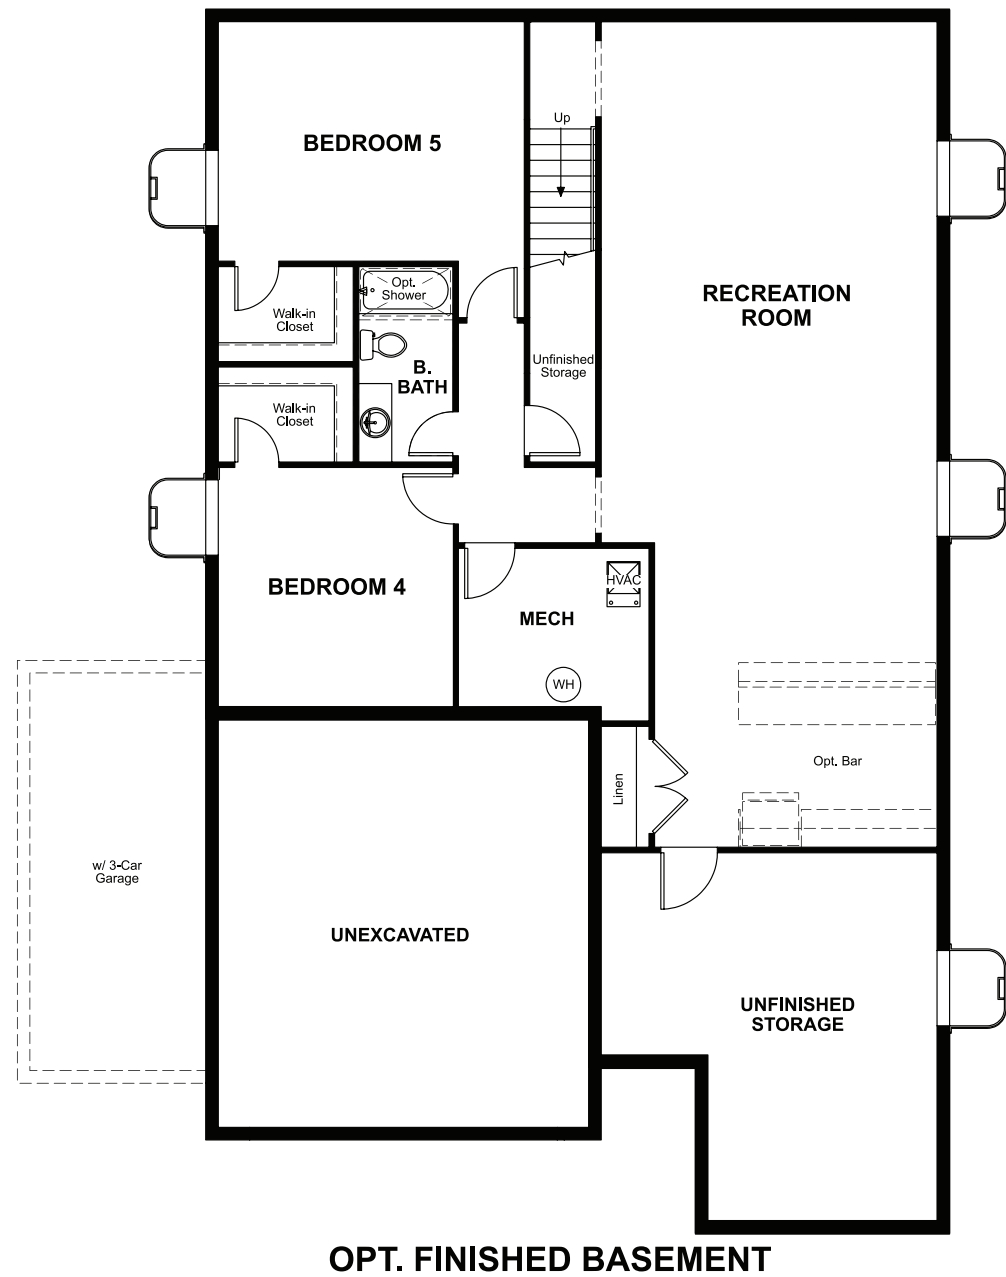 Up
BEDROOM 5
Opt.
Shower
RECREATION
ROOM
Walk-in
Closet
Unfinished
Storage
B.
BATH
Walk-in
Closet
BEDROOM 4
HVAC
MECH
WH
Opt. Bar
Linen
w/ 3-Car
Garage
UNEXCAVATED
UNFINISHED
STORAGE
OPT. FINISHED BASEMENT